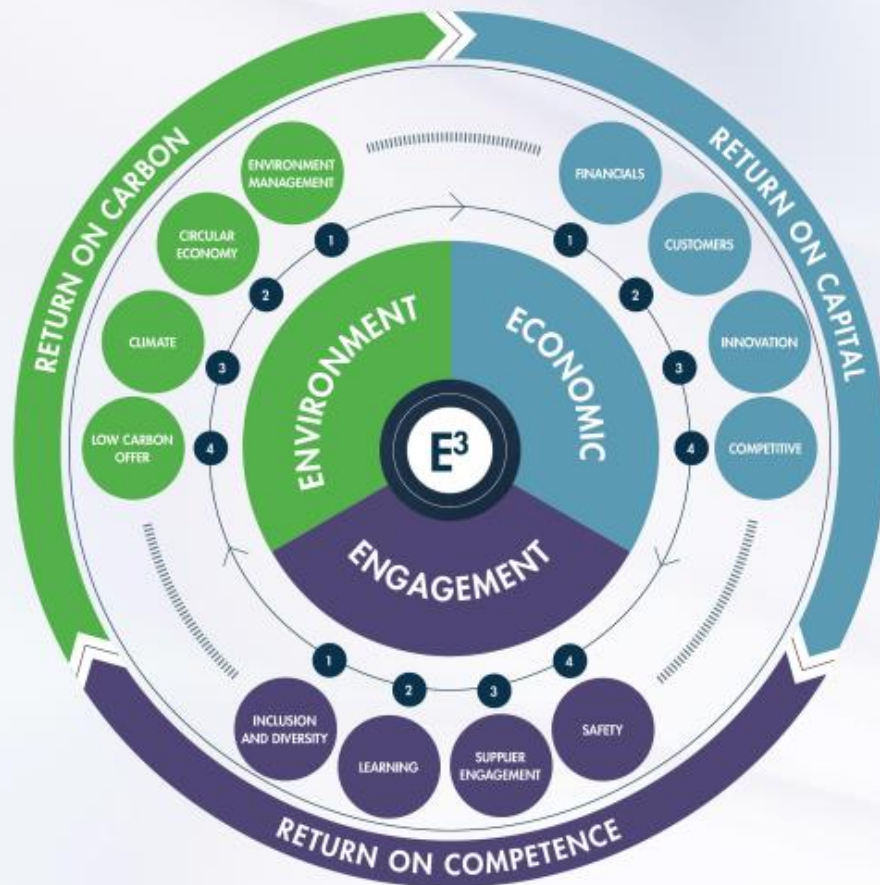 RETURN ON CARBON
ENVIRONMENT
MANAGEMENT
1
CIRCULAR
ECONOMY
2
CLIMATE
3
LOW CARBON
OFFER
4
RETURN ON CAPITAL
FINANCIALS
1
CUSTOMERS
2
INNOVATION
3
COMPETITIVE
4
ENVIRONMENT
ECONOMIC
E³
ENGAGEMENT
1
INCLUSION
AND DIVERSITY
2
LEARNING
3
SUPPLIER
ENGAGEMENT
4
SAFETY
RETURN ON COMPETENCE